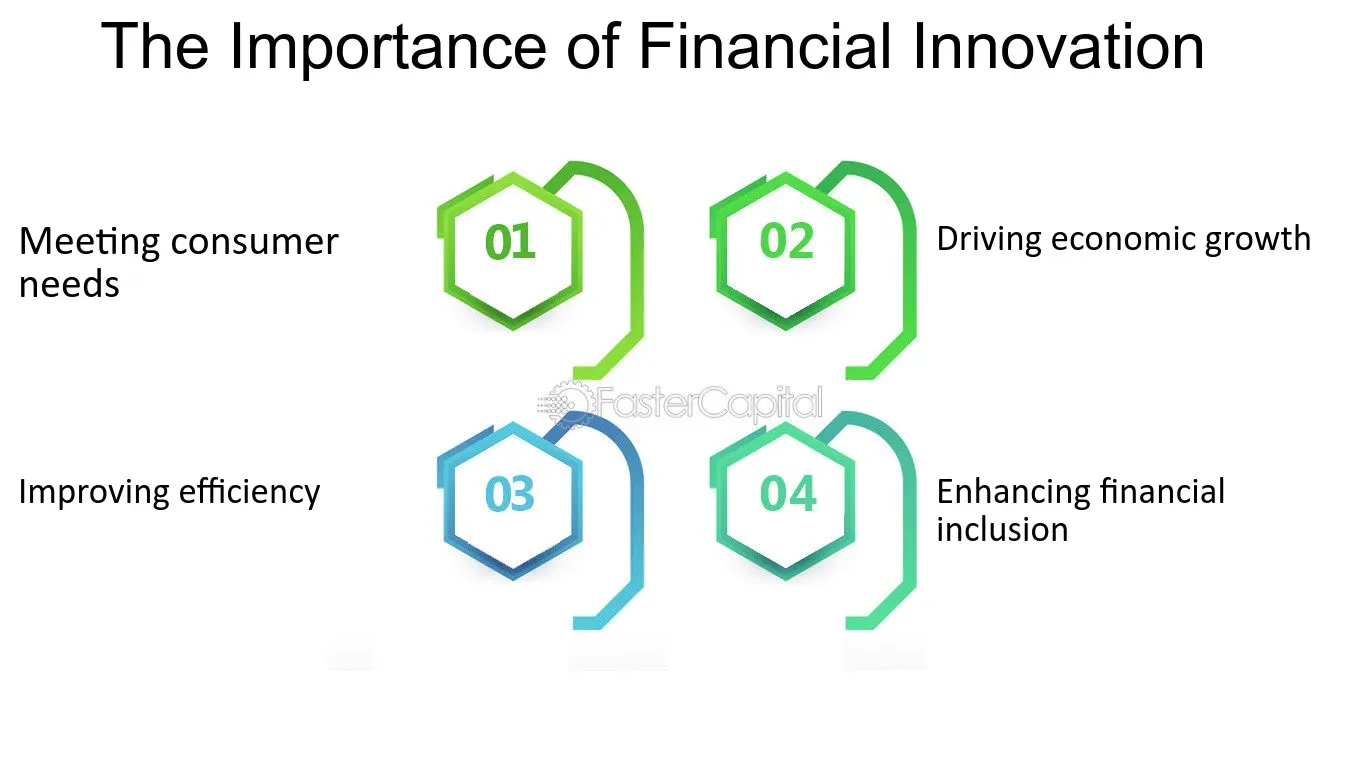 The Importance of Financial Innovation
Meeting consumer
needs
01
02
Driving economic growth
FasterCapital
Improving efficiency
03
04
Enhancing financial
inclusion